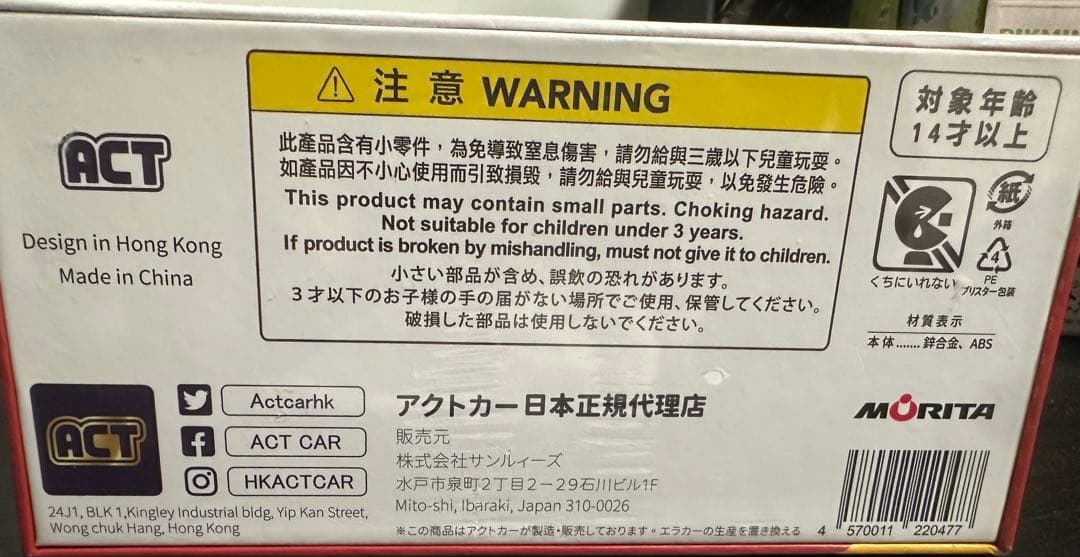 ACT
Design in Hong Kong
Made in China
注意 WARNING
此產品含有小零件，為免導致窒息傷害，請勿給與三歲以下兒童玩耍。
如產品因不小心使用而引致損毀，請勿給與兒童玩耍，以免發生危險。
This product may contain small parts. Choking hazard.
Not suitable for children under 3 years.
If product is broken by mishandling, must not give it to children.
小さい部品が含め、誤飲の恐れがあります。
3才以下のお子様の手の届がない場所でご使用、保管してください。
破損した部品は使用しないでください。
対象年齢
14才以上
紙
外箱
くちにいれない
4
PE
ブリスター包装
材質表示
本体.......鋅合金、ABS
ACT
Actcarhk
ACT CAR
HKACTCAR
24J1, BLK 1,Kingley Industrial bldg, Yip Kan Street,
Wong chuk Hang, Hong Kong
アクトカー日本正規代理店
販売元
株式会社サンルィーズ
水戸市泉町2丁目2－29石川ビル1F
Mito-shi, Ibaraki, Japan 310-0026
※この商品はアクトカーが製造・販売しております。エラカーの生産を置き換える
MORITA
4 570011 220477